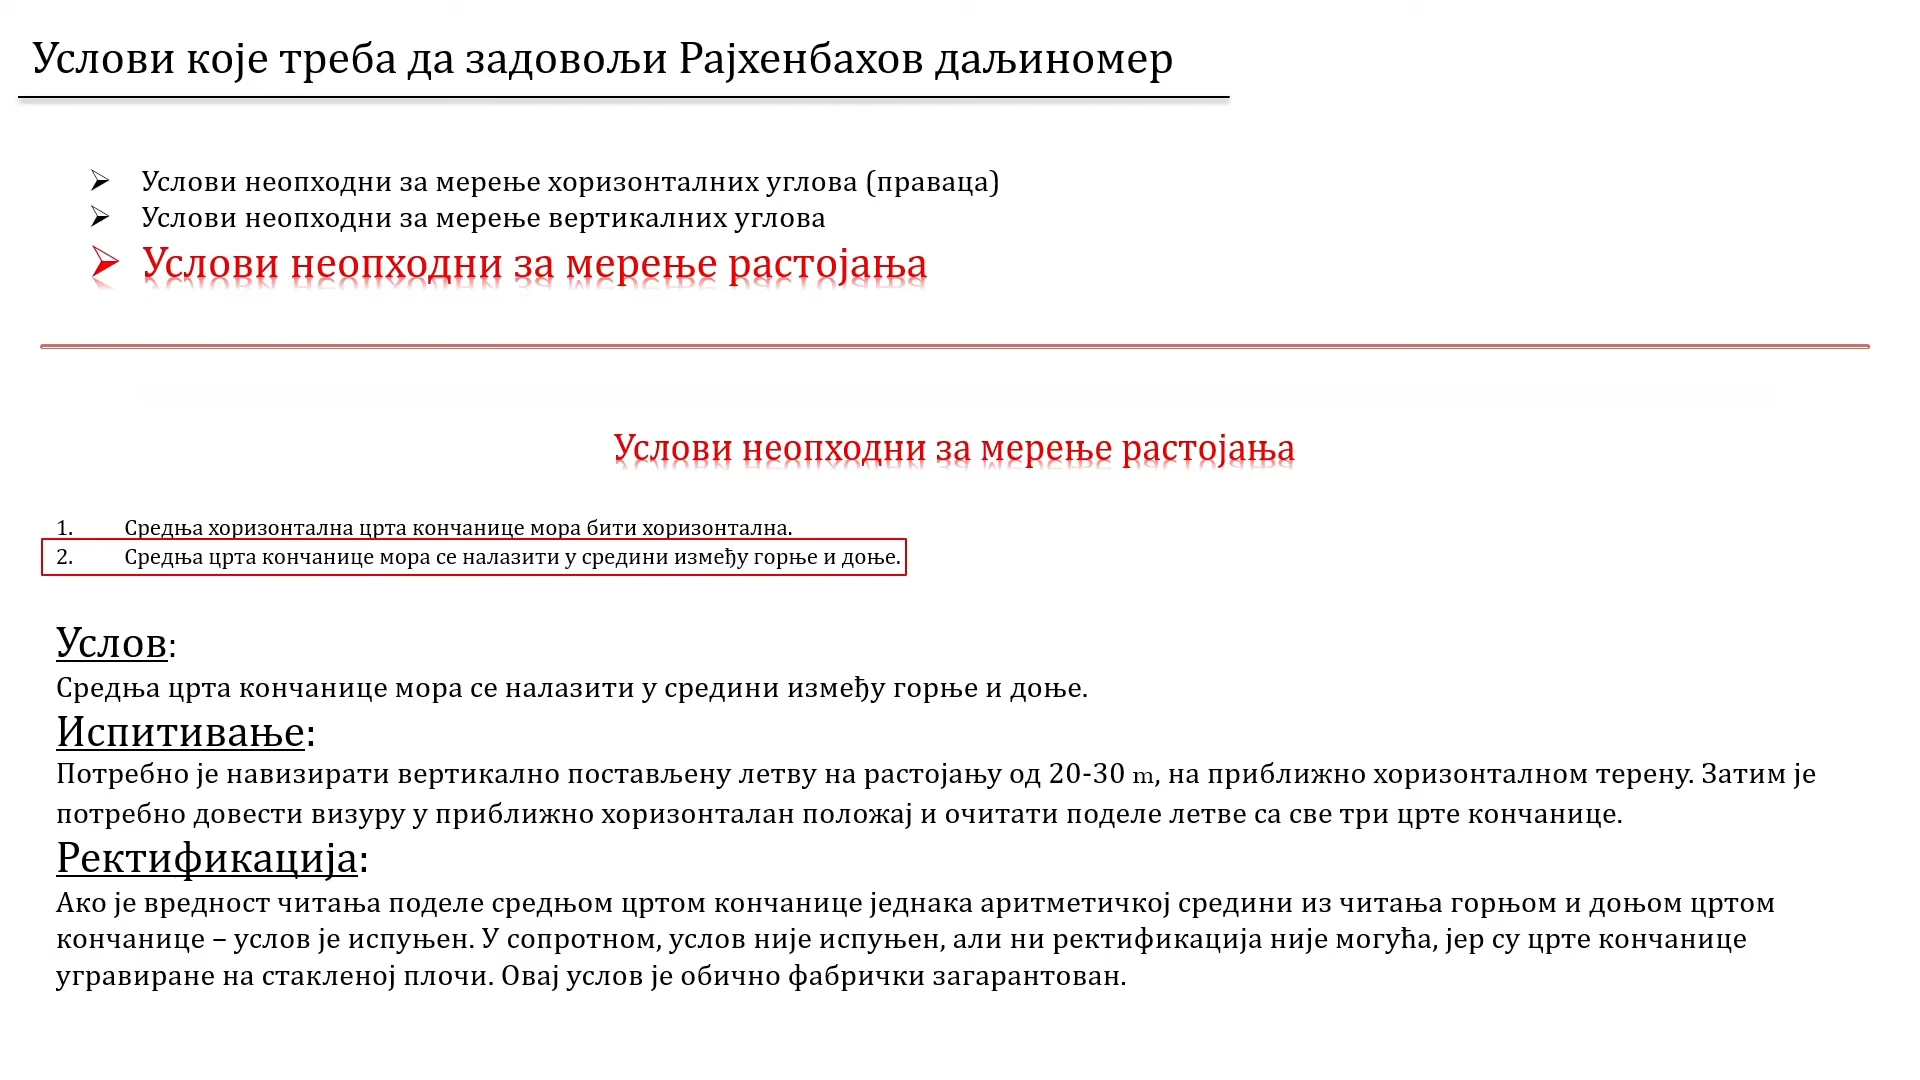 Услови које треба да задовољи Рајхенбахов даљиномер
➢ Услови неопходни за мерење хоризонталних углова (праваца)
➢ Услови неопходни за мерење вертикалних углова
➢ Услови неопходни за мерење растојања
Услови неопходни за мерење растојања
1. Средња хоризонтална црта кончанице мора бити хоризонтална.
2. Средња црта кончанице мора се налазити у средини између горње и доње.
Услов:
Средња црта кончанице мора се налазити у средини између горње и доње.
Испитивање:
Потребно је навизирати вертикално постављену летву на растојању од 20-30 m, на приближно хоризонталном терену. Затим је
потребно довести визуру у приближно хоризонталан положај и очитати поделе летве са све три црте кончанице.
Ректификација:
Ако је вредност читања поделе средњом цртом кончанице једнака аритметичкој средини из читања горњом и доњом цртом
кончанице – услов је испуњен. У сопротном, услов није испуњен, али ни ректификација није могућа, јер су црте кончанице
угравиране на стакленој плочи. Овај услов је обично фабрички загарантован.